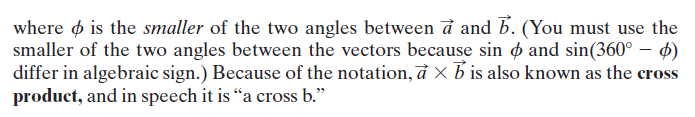 where ϕ is the smaller of the two angles between a⃗ and b⃗. (You must use the
smaller of the two angles between the vectors because sin ϕ and sin(360° − ϕ)
differ in algebraic sign.) Because of the notation, a⃗ × b⃗ is also known as the cross
product, and in speech it is “a cross b.”